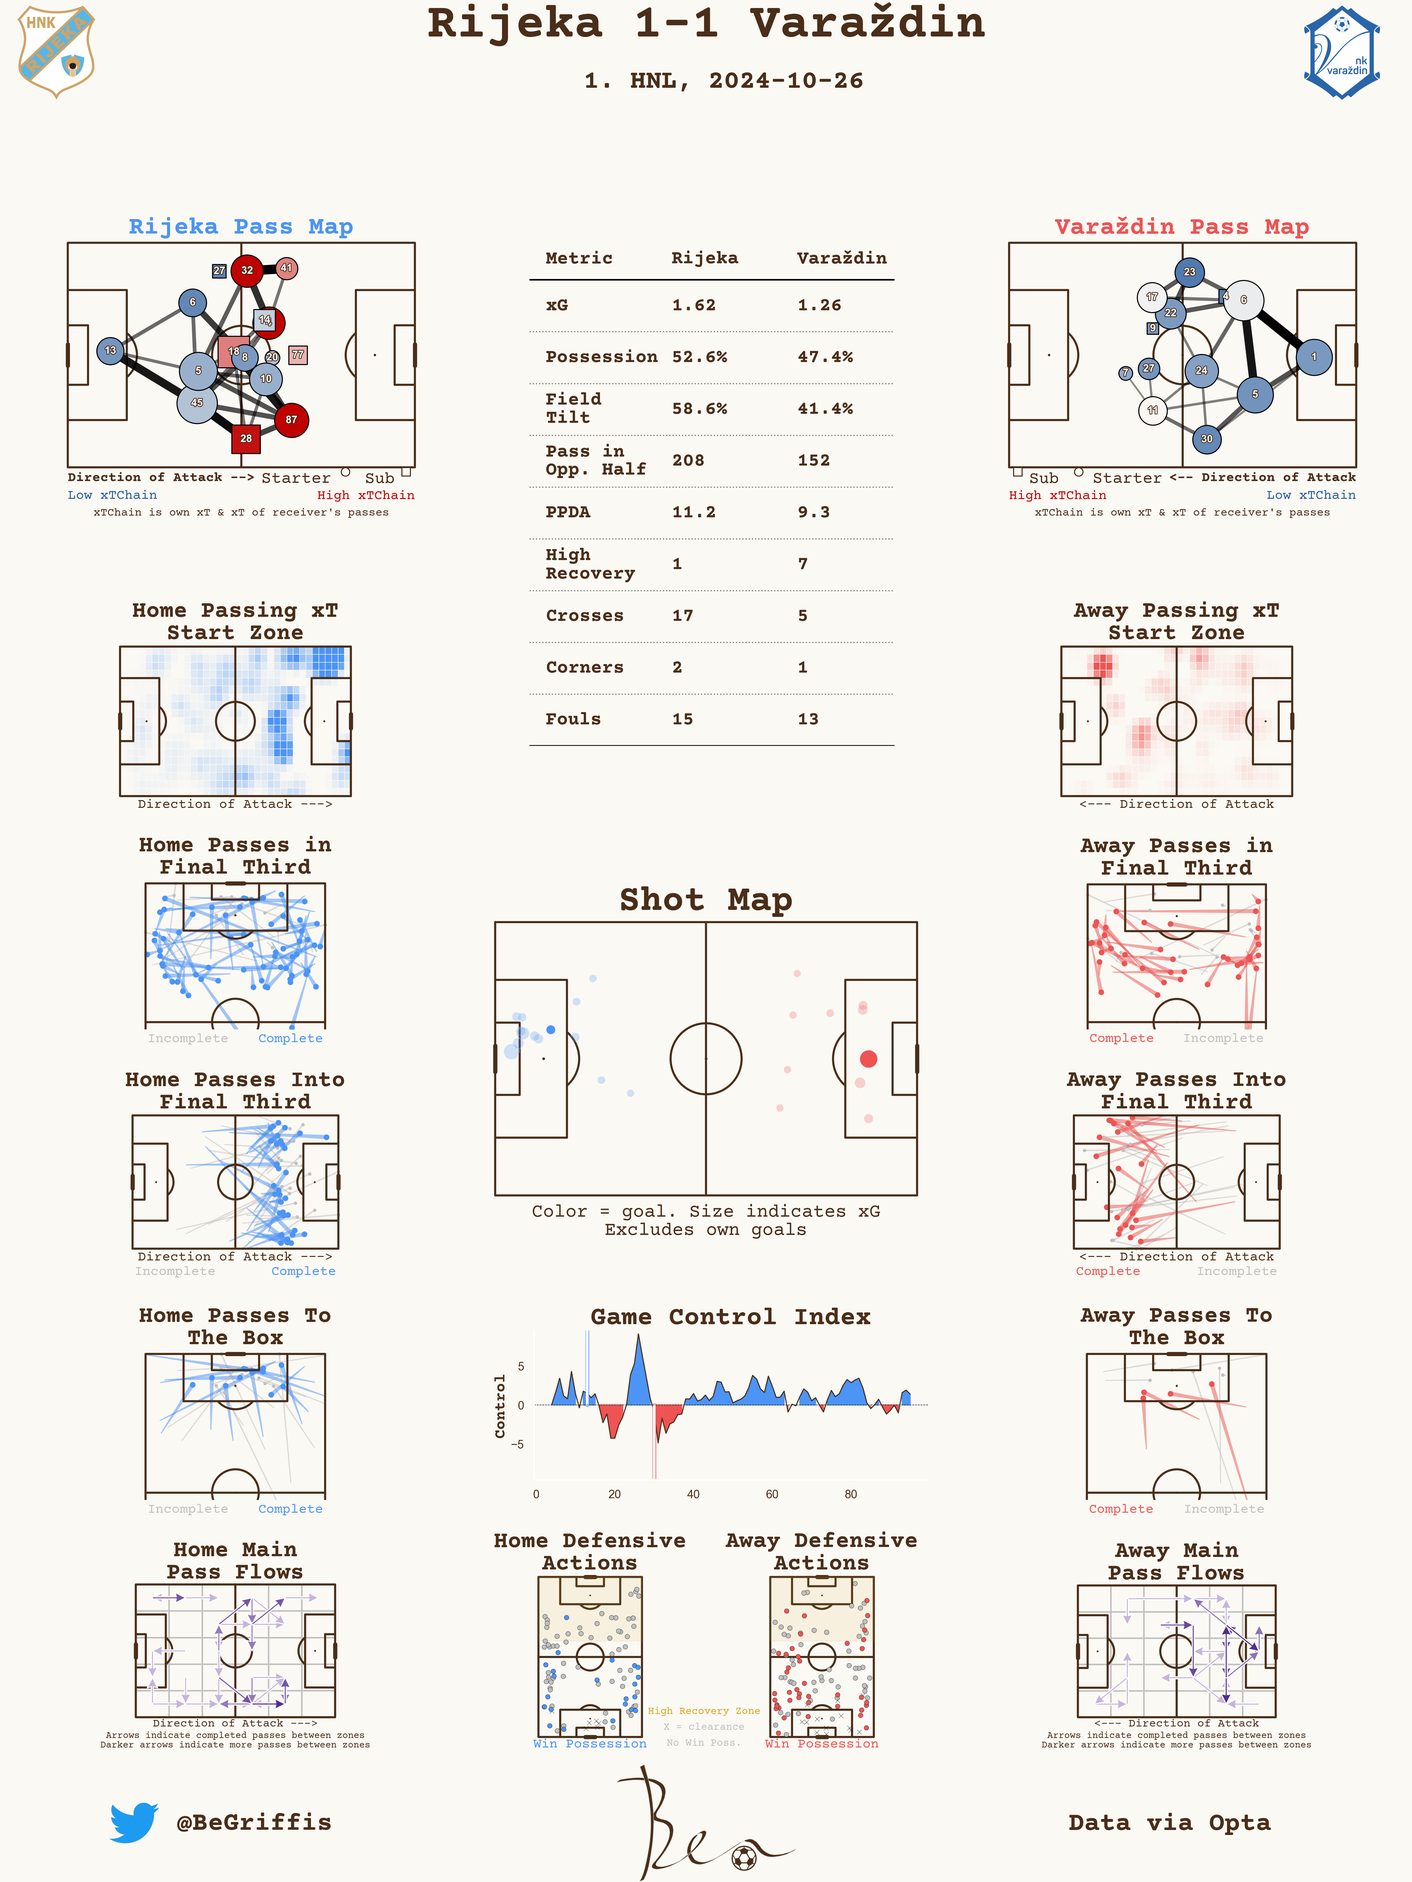 Rijeka 1-1 Varaždin
1. HNL, 2024-10-26
HNK
RIJEKA
nk
varaždin
Rijeka Pass Map
27
32
41
6
14
13
18
8
20
77
5
10
45
87
28
Direction of Attack --> Starter Sub
Low xTChain High xTChain
xTChain is own xT & xT of receiver's passes
Metric Rijeka Varaždin
xG 1.62 1.26
Possession 52.6% 47.4%
Field
Tilt 58.6% 41.4%
Pass in
Opp. Half 208 152
PPDA 11.2 9.3
High
Recovery 1 7
Crosses 17 5
Corners 2 1
Fouls 15 13
Varaždin Pass Map
23
17
4
6
22
9
1
7
27
24
5
11
30
Sub Starter <-- Direction of Attack
High xTChain Low xTChain
xTChain is own xT & xT of receiver's passes
Home Passing xT
Start Zone
Direction of Attack --->
Away Passing xT
Start Zone
<--- Direction of Attack
Home Passes in
Final Third
Incomplete Complete
Away Passes in
Final Third
Complete Incomplete
Shot Map
Color = goal. Size indicates xG
Excludes own goals
Home Passes Into
Final Third
Direction of Attack --->
Incomplete Complete
Away Passes Into
Final Third
<--- Direction of Attack
Complete Incomplete
Home Passes To
The Box
Incomplete Complete
Game Control Index
Control
5
0
−5
0 20 40 60 80
Away Passes To
The Box
Complete Incomplete
Home Main
Pass Flows
Direction of Attack --->
Arrows indicate completed passes between zones
Darker arrows indicate more passes between zones
Home Defensive
Actions
Win Possession
High Recovery Zone
X = clearance
No Win Poss.
Away Defensive
Actions
Win Possession
Away Main
Pass Flows
<--- Direction of Attack
Arrows indicate completed passes between zones
Darker arrows indicate more passes between zones
@BeGriffis
Ben
Data via Opta